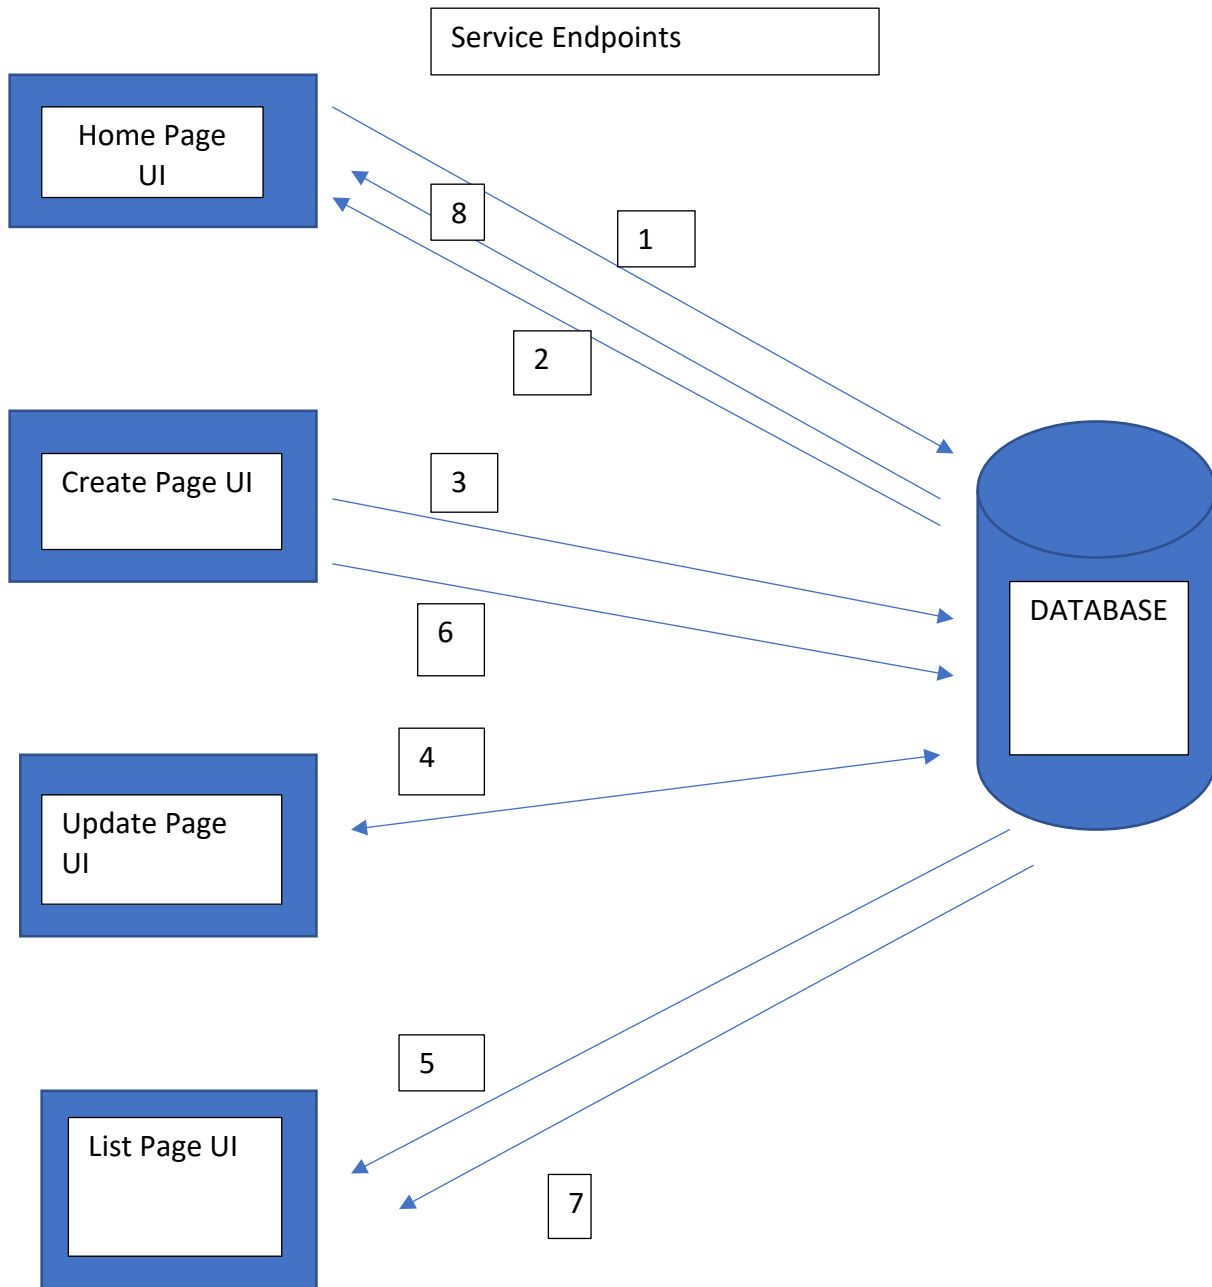 Service Endpoints
Home Page
UI
8
1
2
Create Page UI
3
DATABASE
6
4
Update Page
UI
5
List Page UI
7